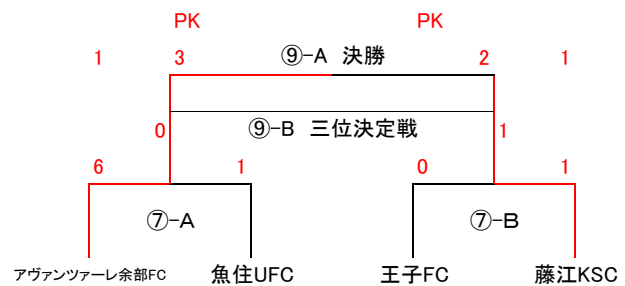 PK PK
1 3 ⑨-A 決勝 2 1
0 ⑨-B 三位決定戦 1
6 1 0 1
⑦-A ⑦-B
アヴァンツァーレ余部FC 魚住UFC 王子FC 藤江KSC